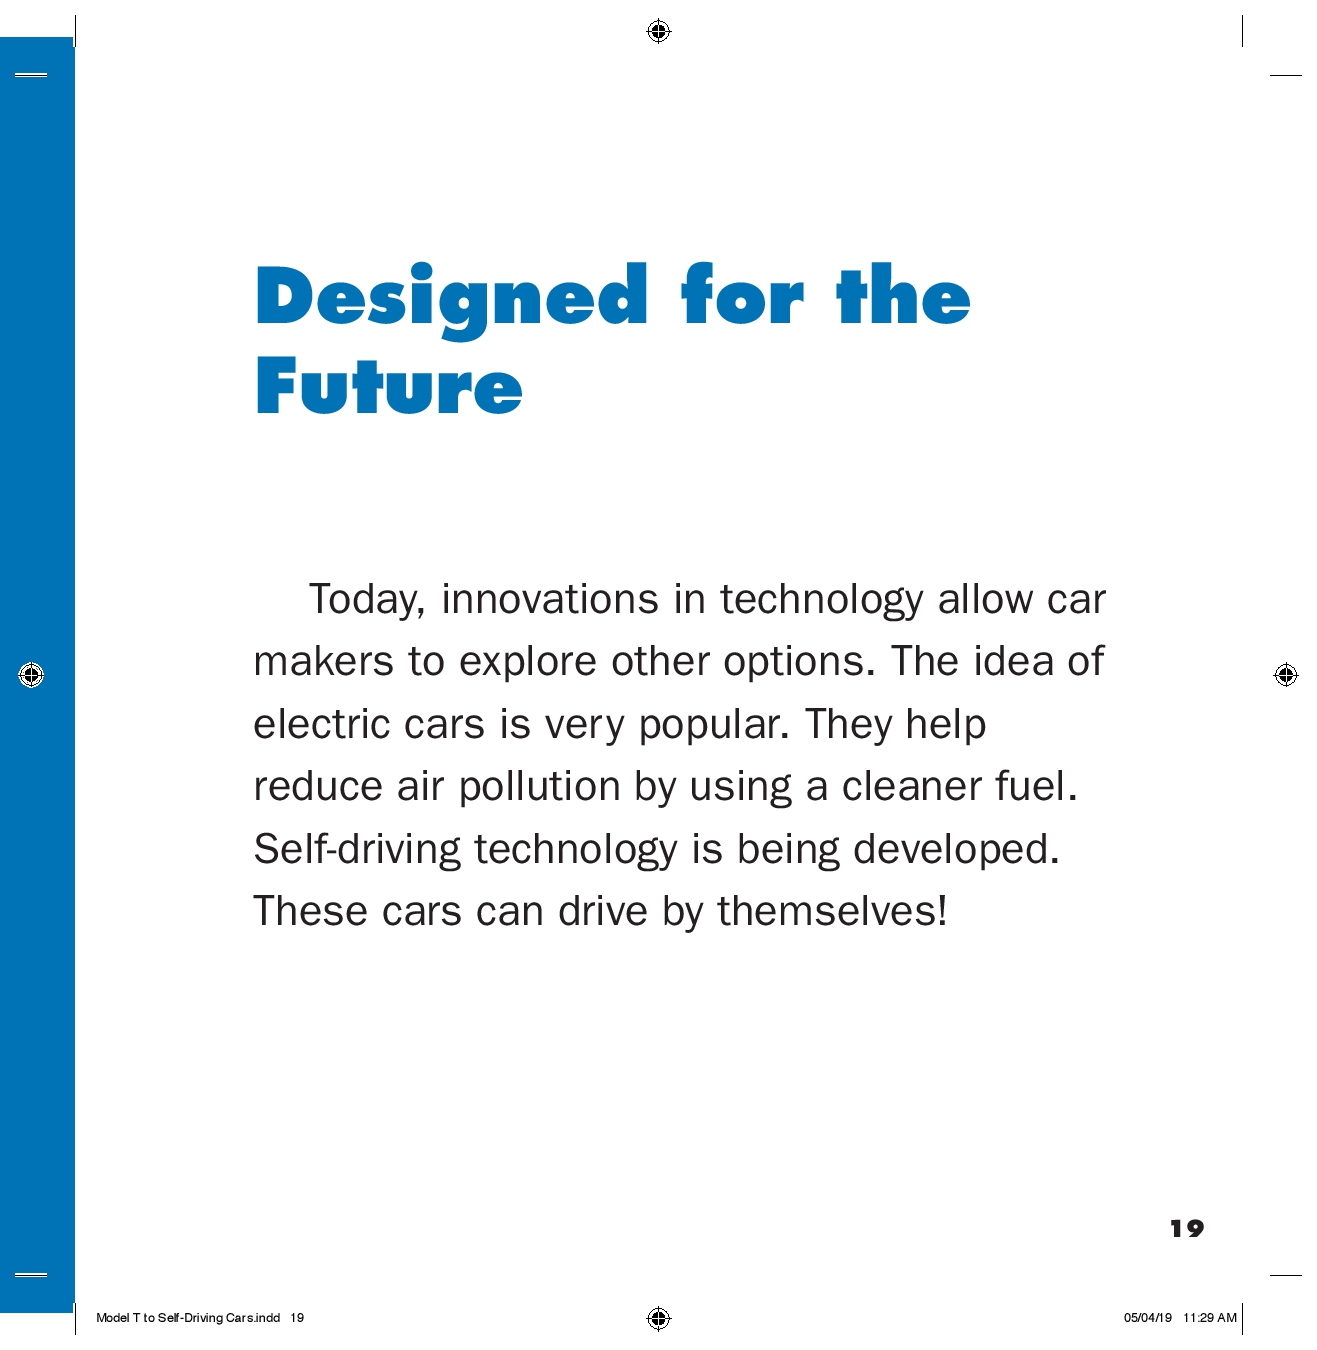 Designed for the
Future
Today, innovations in technology allow car
makers to explore other options. The idea of
electric cars is very popular. They help
reduce air pollution by using a cleaner fuel.
Self-driving technology is being developed.
These cars can drive by themselves!
19
Model T to Self-Driving Cars.indd   19
05/04/19   11:29 AM